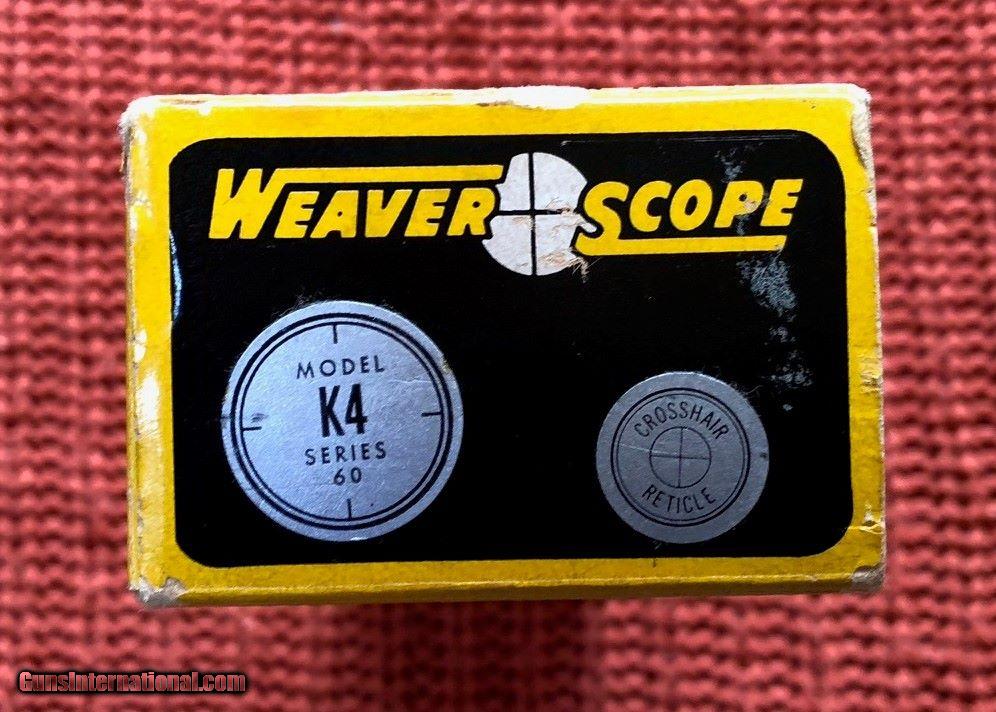 WEAVER SCOPE
MODEL
K4
SERIES
60
CROSSHAIR
RETICLE
GunsInternational.com